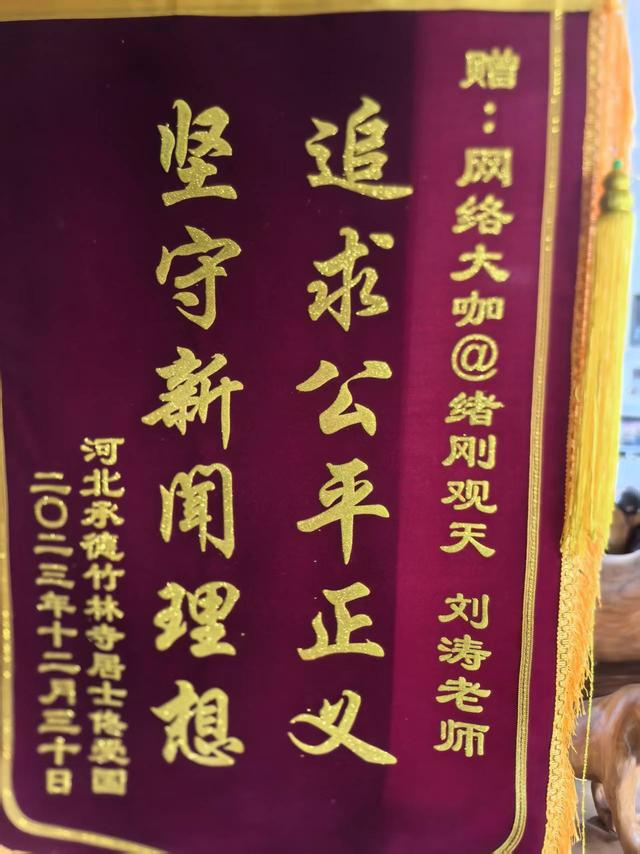 赠：网络大咖@绪刚观天 刘涛老师
追求公平正义
坚守新闻理想
河北承德竹林寺居士佟爱国
二〇二三年十二月三十日